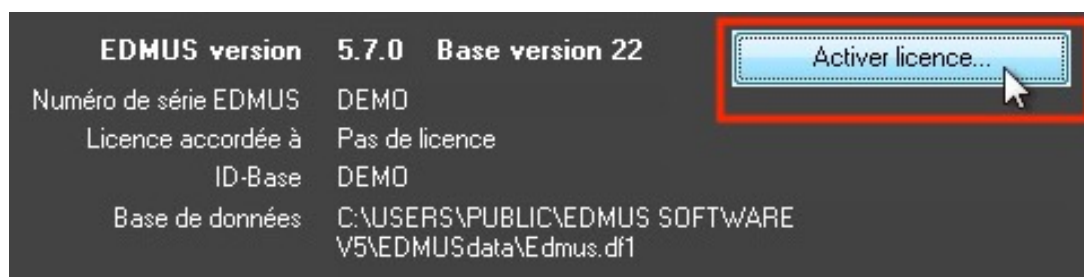 EDMUS version 5.7.0 Base version 22
Activer licence...
Numéro de série EDMUS DEMO
Licence accordée à Pas de licence
ID-Base DEMO
Base de données C:\USERS\PUBLIC\EDMUS SOFTWARE
V5\EDMUSdata\Edmus.df1